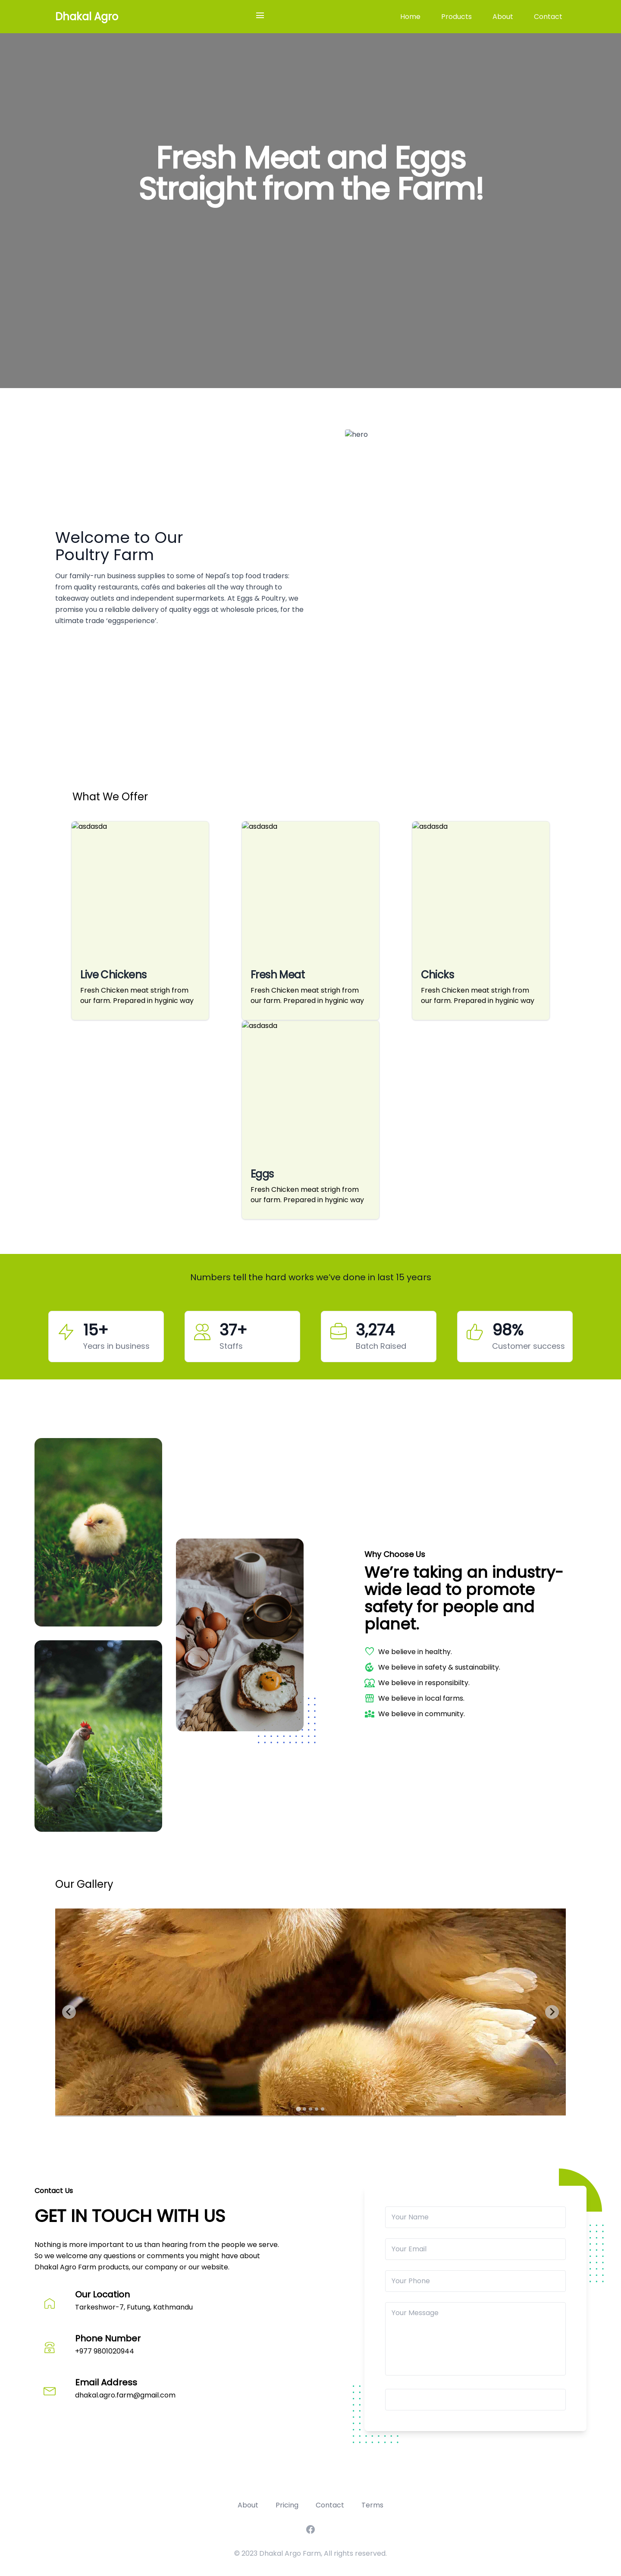 Dhakal Agro
Home Products About Contact
Fresh Meat and Eggs
Straight from the Farm!
hero
Welcome to Our
Poultry Farm
Our family-run business supplies to some of Nepal's top food traders:
from quality restaurants, cafés and bakeries all the way through to
takeaway outlets and independent supermarkets. At Eggs & Poultry, we
promise you a reliable delivery of quality eggs at wholesale prices, for the
ultimate trade ‘eggsperience’.
What We Offer
asdasda
Live Chickens
Fresh Chicken meat strigh from
our farm. Prepared in hyginic way
asdasda
Fresh Meat
Fresh Chicken meat strigh from
our farm. Prepared in hyginic way
asdasda
Chicks
Fresh Chicken meat strigh from
our farm. Prepared in hyginic way
asdasda
Eggs
Fresh Chicken meat strigh from
our farm. Prepared in hyginic way
Numbers tell the hard works we've done in last 15 years
15+
Years in business
37+
Staffs
3,274
Batch Raised
98%
Customer success
Why Choose Us
We're taking an industry-
wide lead to promote
safety for people and
planet.
We believe in healthy.
We believe in safety & sustainability.
We believe in responsibilty.
We believe in local farms.
We believe in community.
Our Gallery
Contact Us
GET IN TOUCH WITH US
Nothing is more important to us than hearing from the people we serve.
So we welcome any questions or comments you might have about
Dhakal Agro Farm products, our company or our website.
Our Location
Tarkeshwor-7, Futung, Kathmandu
Phone Number
+977 9801020944
Email Address
dhakal.agro.farm@gmail.com
Your Name
Your Email
Your Phone
Your Message
About Pricing Contact Terms
© 2023 Dhakal Argo Farm, All rights reserved.